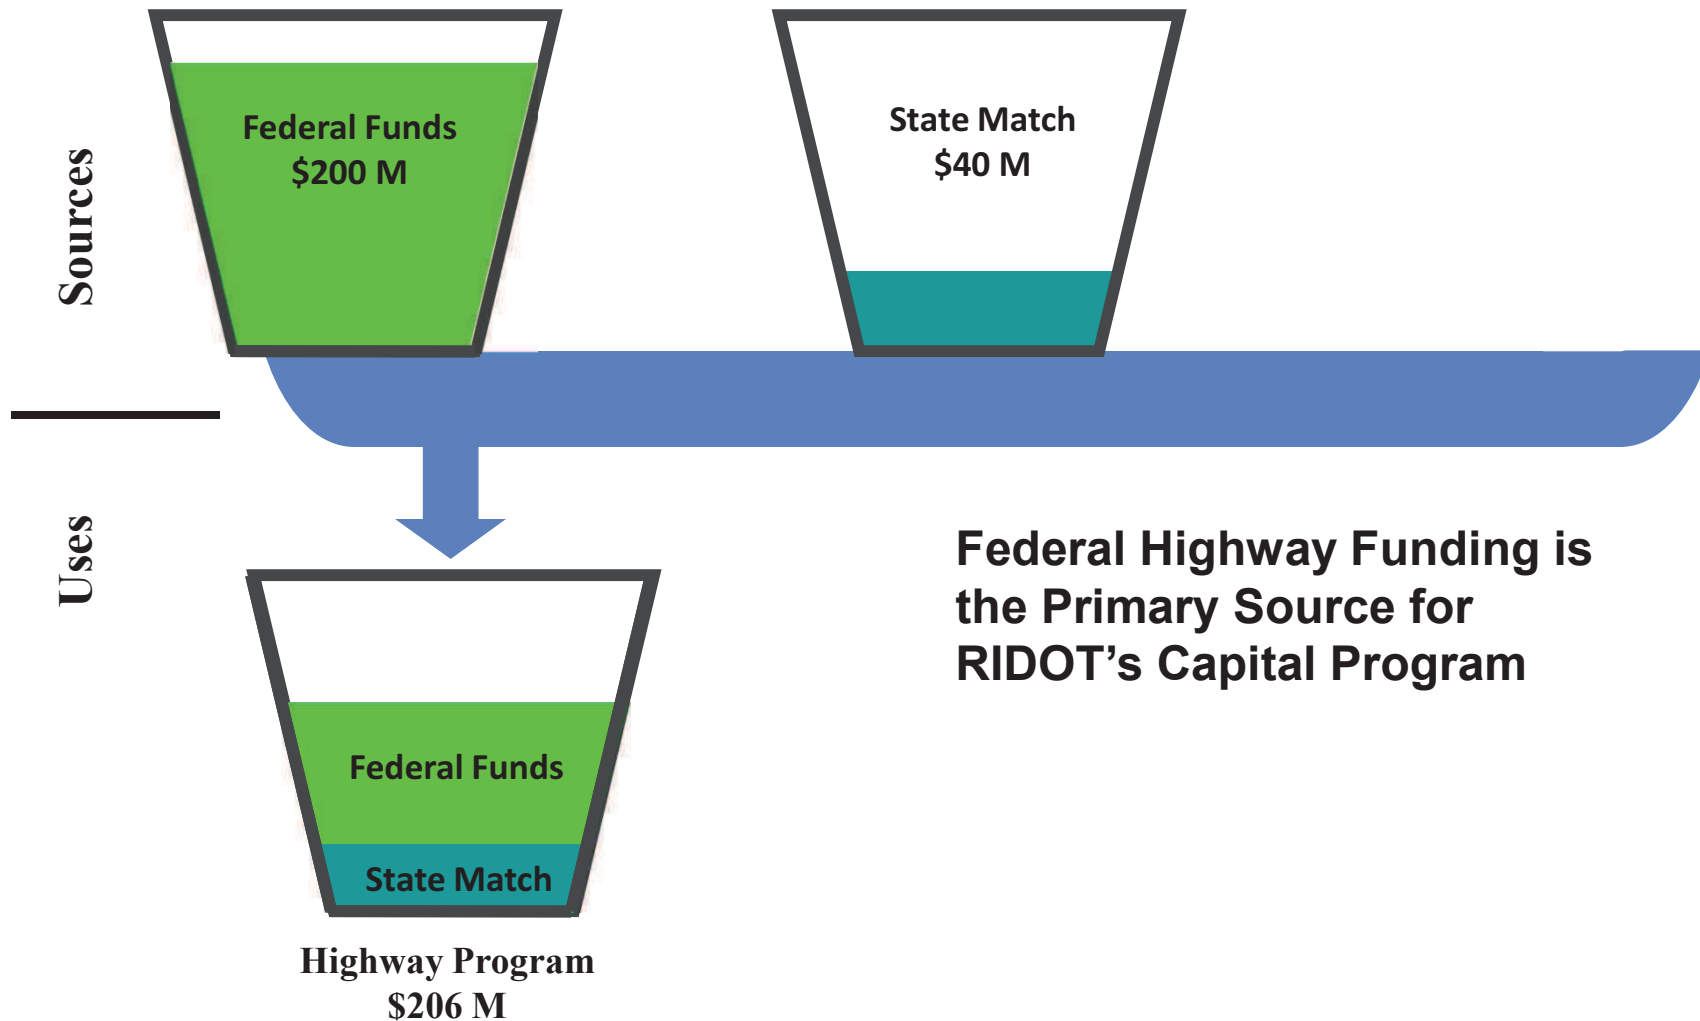 Sources
Federal Funds
$200 M
State Match
$40 M
Uses
Federal Highway Funding is
the Primary Source for
RIDOT’s Capital Program
Federal Funds
State Match
Highway Program
$206 M